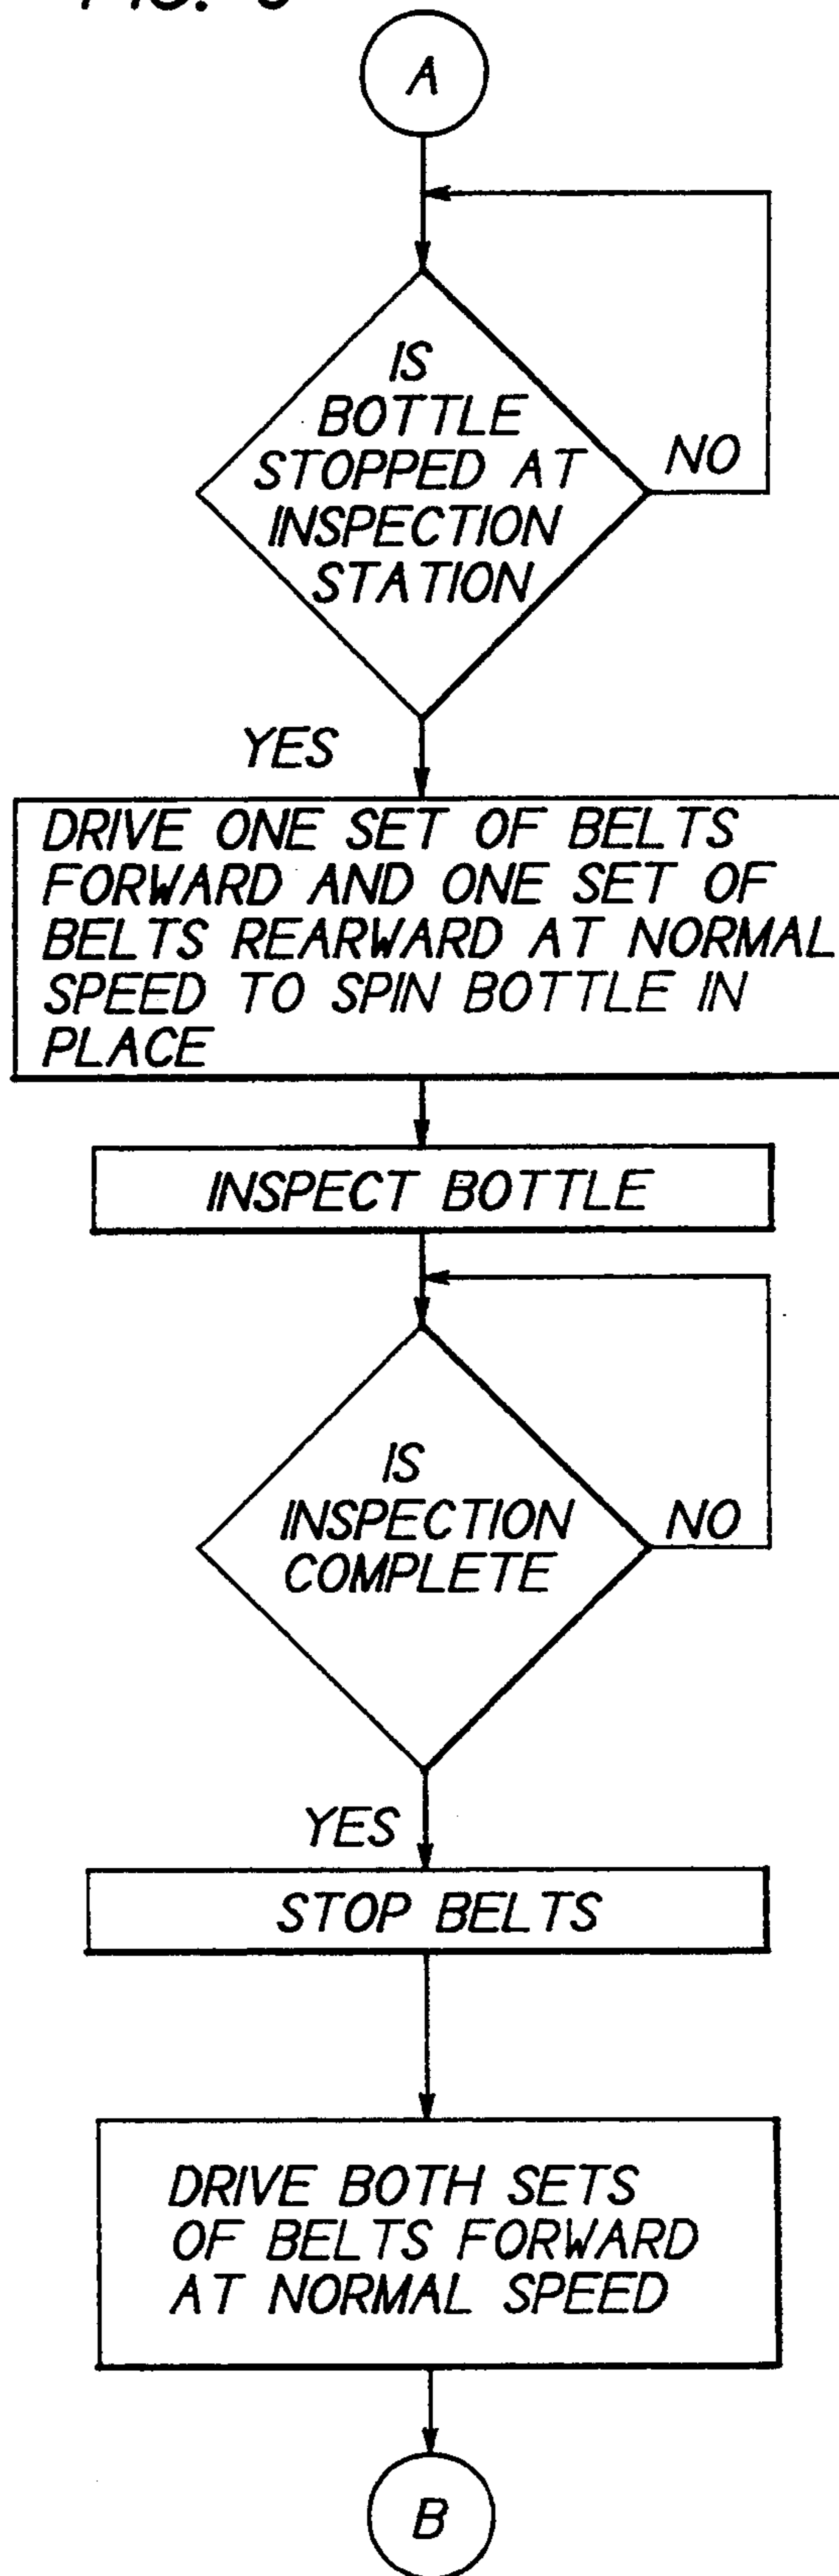 FIG.
A
IS
BOTTLE
STOPPED AT
INSPECTION
STATION
NO
YES
DRIVE ONE SET OF BELTS
FORWARD AND ONE SET OF
BELTS REARWARD AT NORMAL
SPEED TO SPIN BOTTLE IN
PLACE
INSPECT BOTTLE
IS
INSPECTION
COMPLETE
NO
YES
STOP BELTS
DRIVE BOTH SETS
OF BELTS FORWARD
AT NORMAL SPEED
B